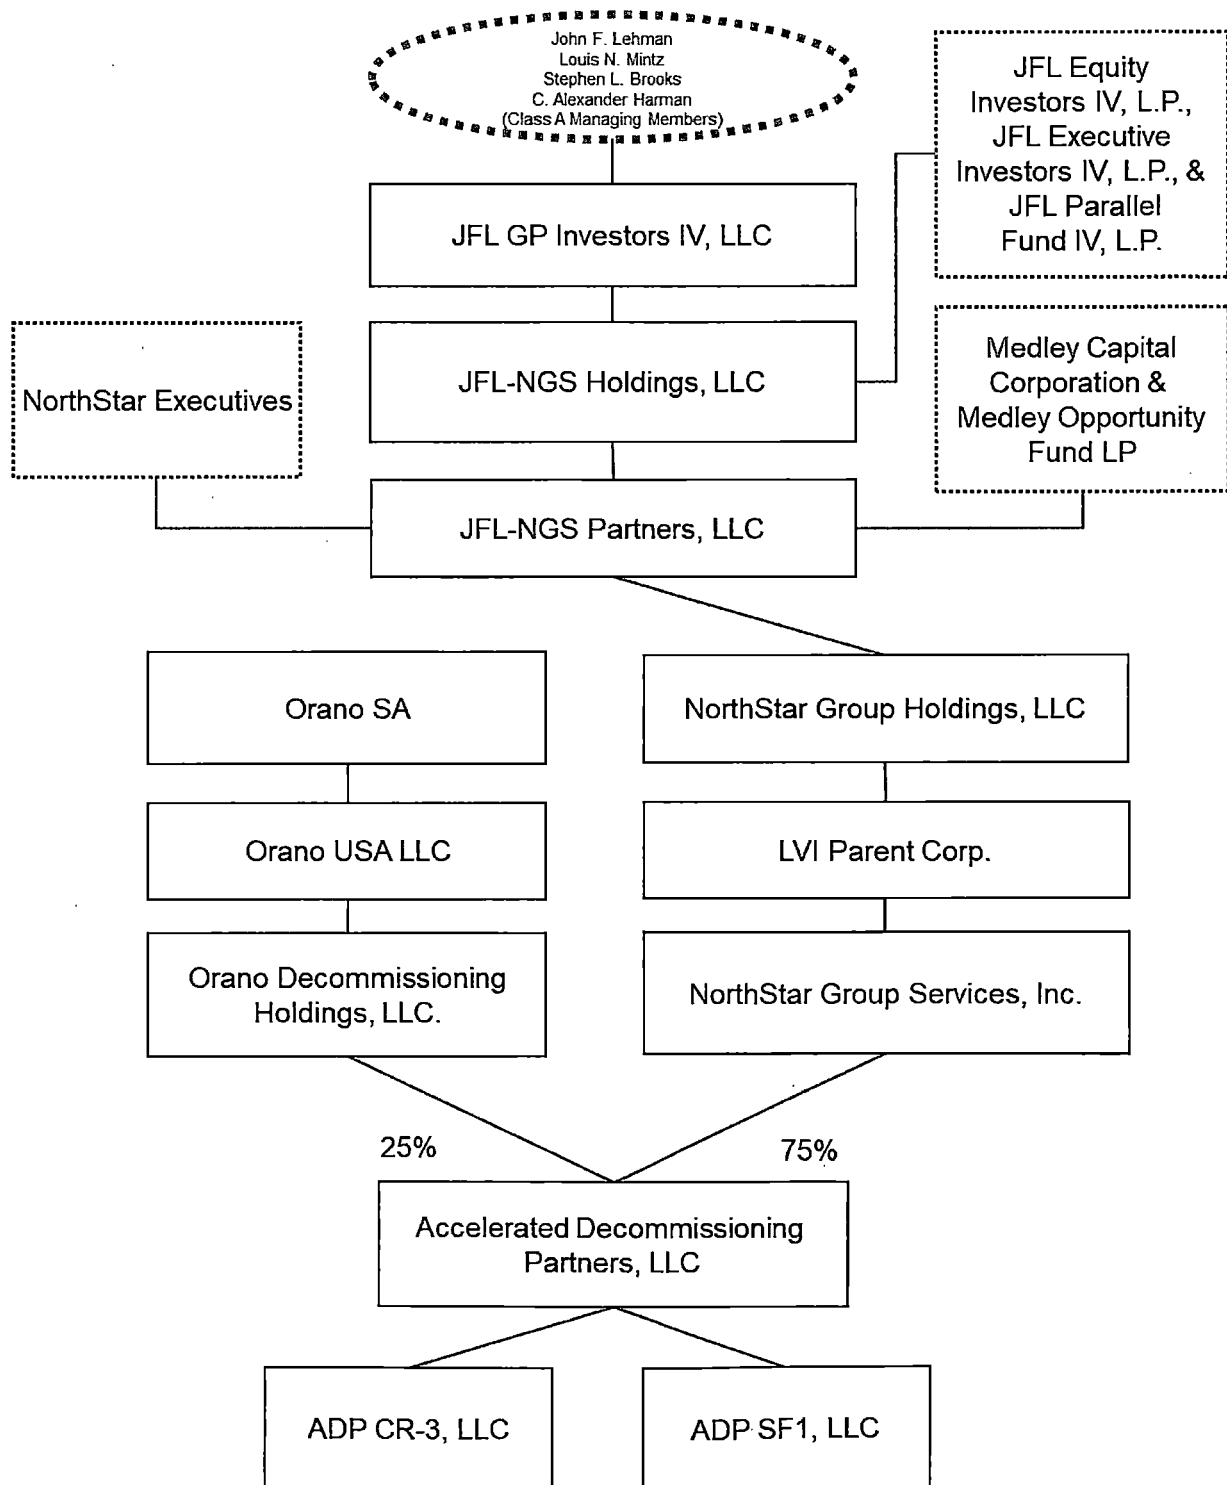 John F. Lehman
Louis N. Mintz
Stephen L. Brooks
C. Alexander Harman
(Class A Managing Members)
JFL Equity
Investors IV, L.P.,
JFL Executive
Investors IV, L.P., &
JFL Parallel
Fund IV, L.P.
JFL GP Investors IV, LLC
JFL-NGS Holdings, LLC
NorthStar Executives
Medley Capital
Corporation &
Medley Opportunity
Fund LP
JFL-NGS Partners, LLC
Orano SA
NorthStar Group Holdings, LLC
Orano USA LLC
LVI Parent Corp.
Orano Decommissioning
Holdings, LLC.
NorthStar Group Services, Inc.
25%
75%
Accelerated Decommissioning
Partners, LLC
ADP CR-3, LLC
ADP SF1, LLC